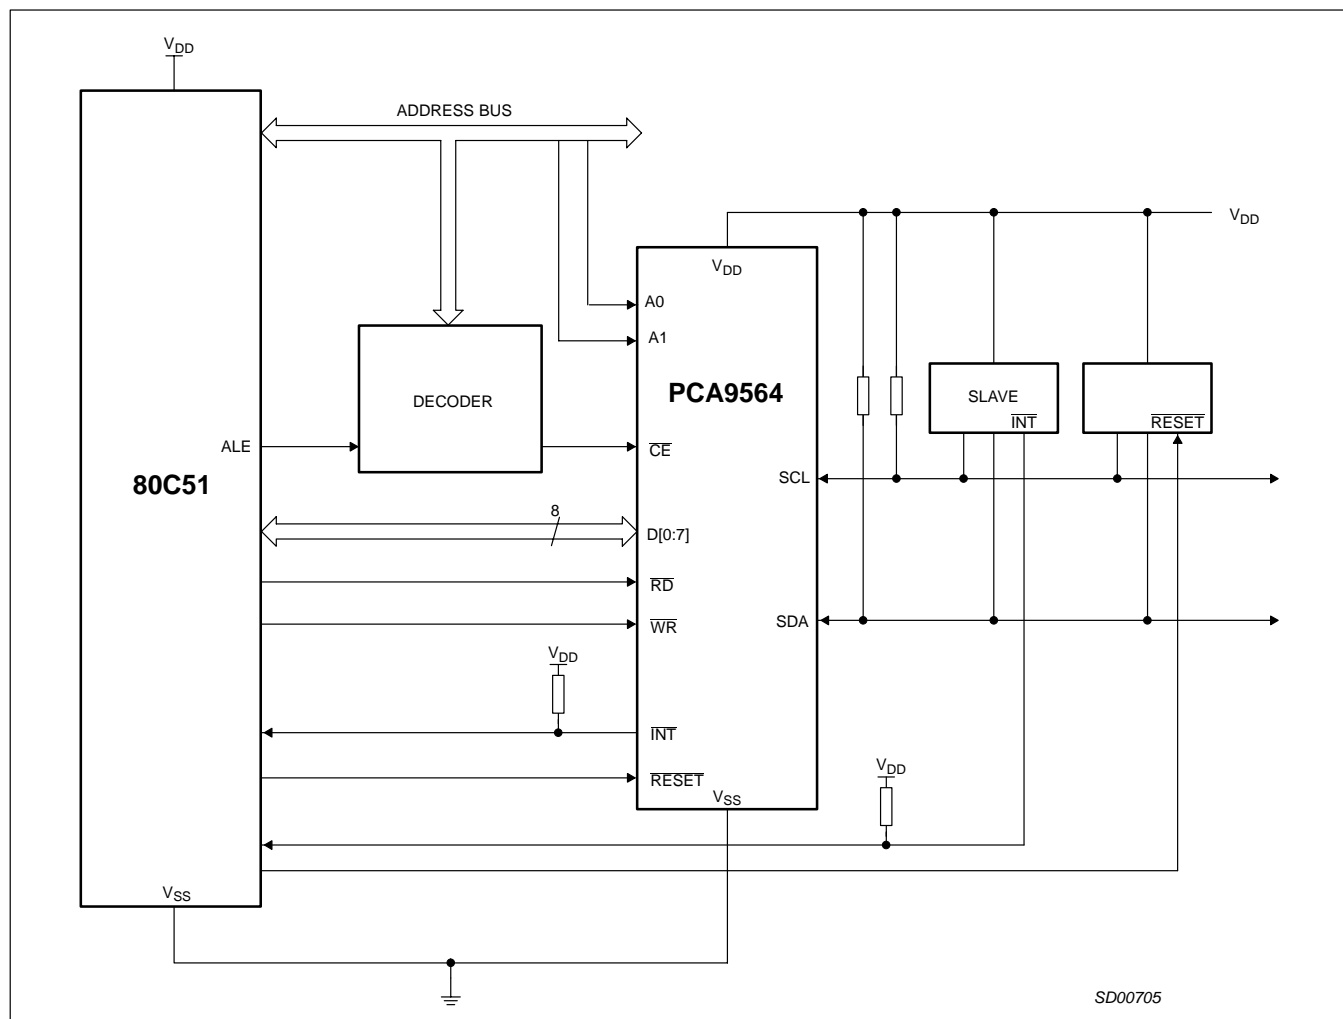 VDD
ADDRESS BUS
VDD
VDD
A0
A1
PCA9564
DECODER
SLAVE
INT
RESET
ALE
CE
80C51
SCL
8
D[0:7]
RD
WR
SDA
VDD
INT
RESET
VDD
VSS
VSS
SD00705